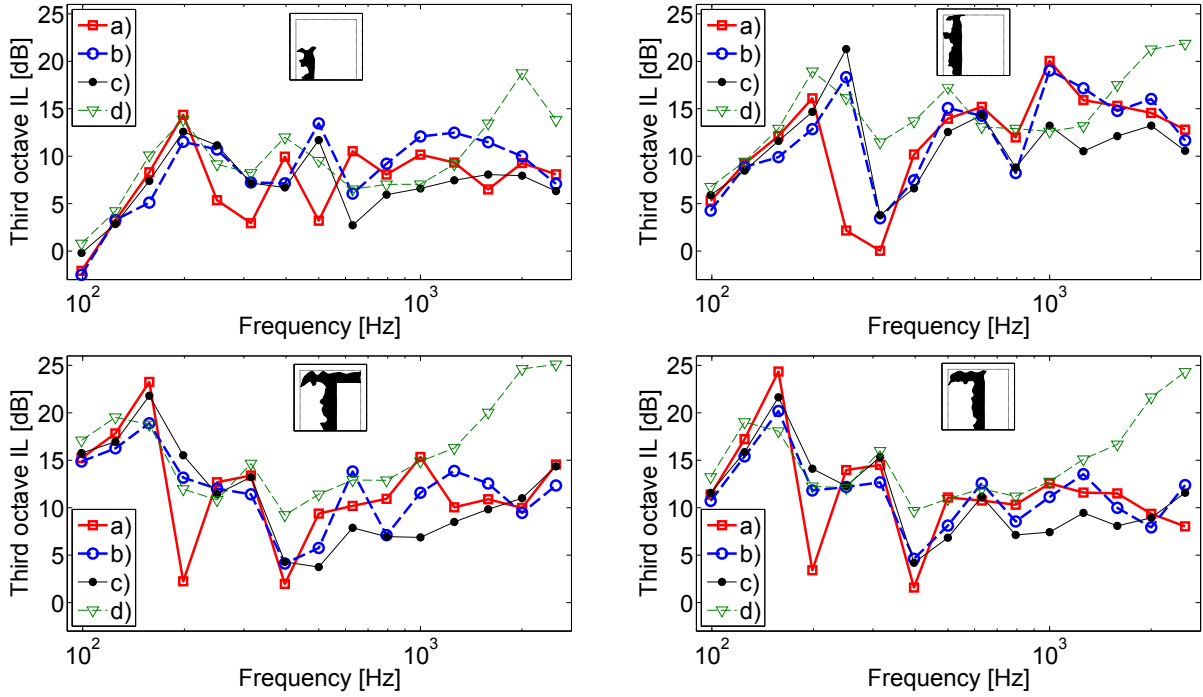 25
20
15
10
5
0
Third octave IL [dB]
a)
b)
c)
d)
10²
10³
Frequency [Hz]
25
20
15
10
5
0
Third octave IL [dB]
a)
b)
c)
d)
10²
10³
Frequency [Hz]
25
20
15
10
5
0
Third octave IL [dB]
a)
b)
c)
d)
10²
10³
Frequency [Hz]
25
20
15
10
5
0
Third octave IL [dB]
a)
b)
c)
d)
10²
10³
Frequency [Hz]